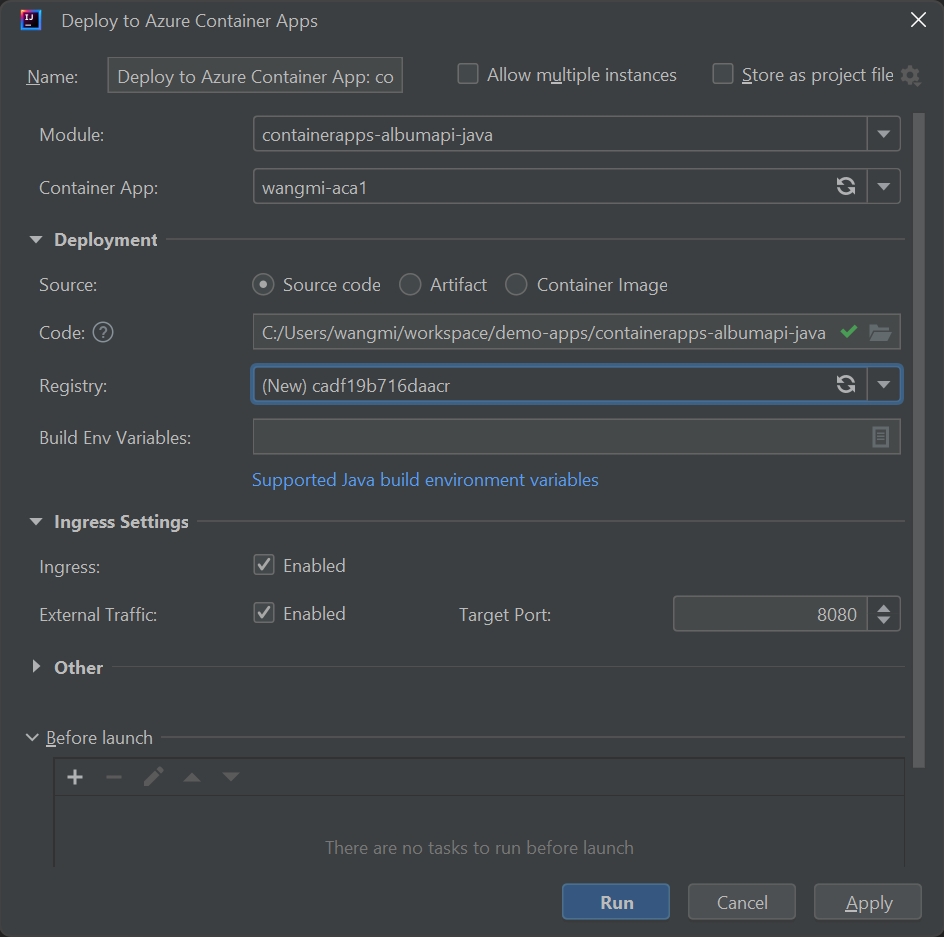 IJ Deploy to Azure Container Apps
Name: Deploy to Azure Container App: co Allow multiple instances Store as project file
Module: containerapps-albumapi-java
Container App: wangmi-aca1
Deployment
Source: Source code Artifact Container Image
Code: ? C:/Users/wangmi/workspace/demo-apps/containerapps-albumapi-java
Registry: (New) cadf19b716daacr
Build Env Variables:
Supported Java build environment variables
Ingress Settings
Ingress: Enabled
External Traffic: Enabled Target Port: 8080
Other
Before launch
There are no tasks to run before launch
Run Cancel Apply